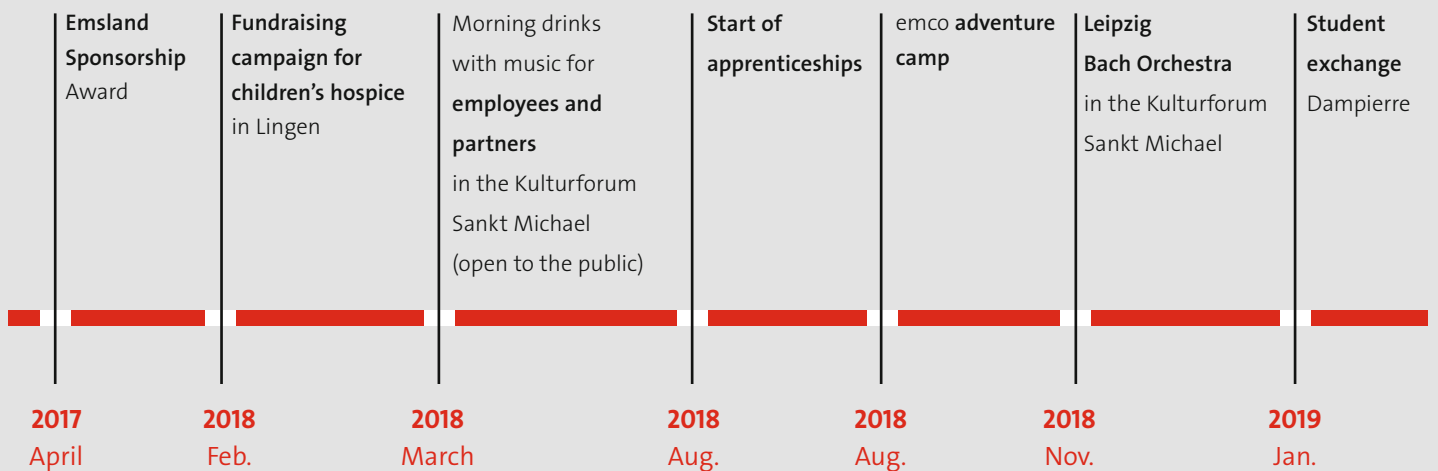 Emsland
Sponsorship
Award
Fundraising
campaign for
children’s hospice
in Lingen
Morning drinks
with music for
employees and
partners
in the Kulturforum
Sankt Michael
(open to the public)
Start of
apprenticeships
emco adventure
camp
Leipzig
Bach Orchestra
in the Kulturforum
Sankt Michael
Student
exchange
Dampierre
2017
April
2018
Feb.
2018
March
2018
Aug.
2018
Aug.
2018
Nov.
2019
Jan.